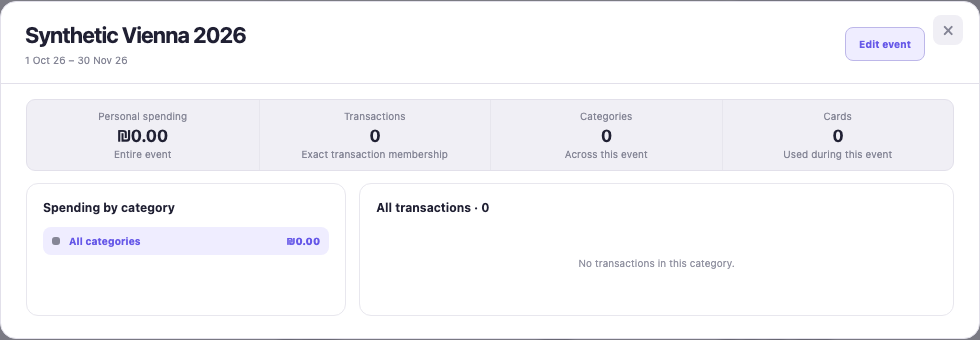 Synthetic Vienna 2026
1 Oct 26 – 30 Nov 26
Edit event
×
Personal spending
₪0.00
Entire event
Transactions
0
Exact transaction membership
Categories
0
Across this event
Cards
0
Used during this event
Spending by category
All categories ₪0.00
All transactions · 0
No transactions in this category.